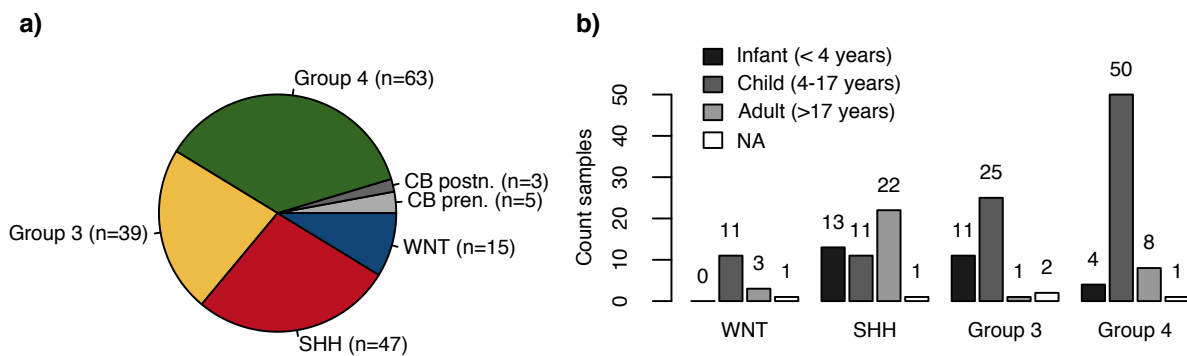 a)
Group 4 (n=63)
CB postn. (n=3)
CB pren. (n=5)
WNT (n=15)
SHH (n=47)
Group 3 (n=39)
b)
Infant (< 4 years)
Child (4-17 years)
Adult (>17 years)
NA
Count samples
50
40
30
20
10
0
0 11 3 1
13 11 22 1
11 25 1 2
4 50 8 1
WNT SHH Group 3 Group 4